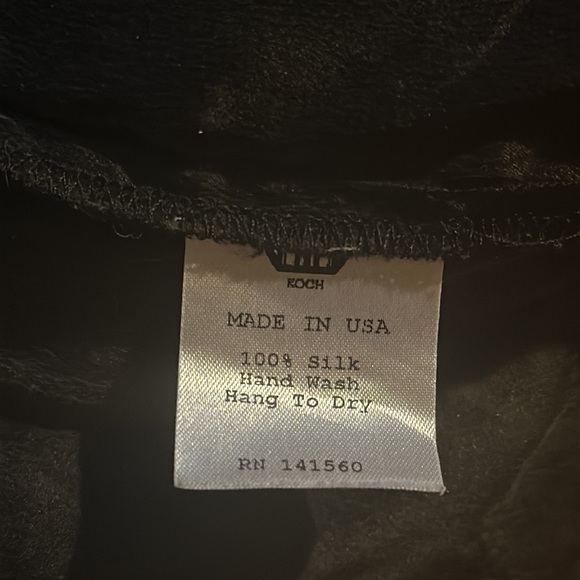 KOCH
MADE IN USA
100% Silk
Hand Wash
Hang To Dry
RN 141560